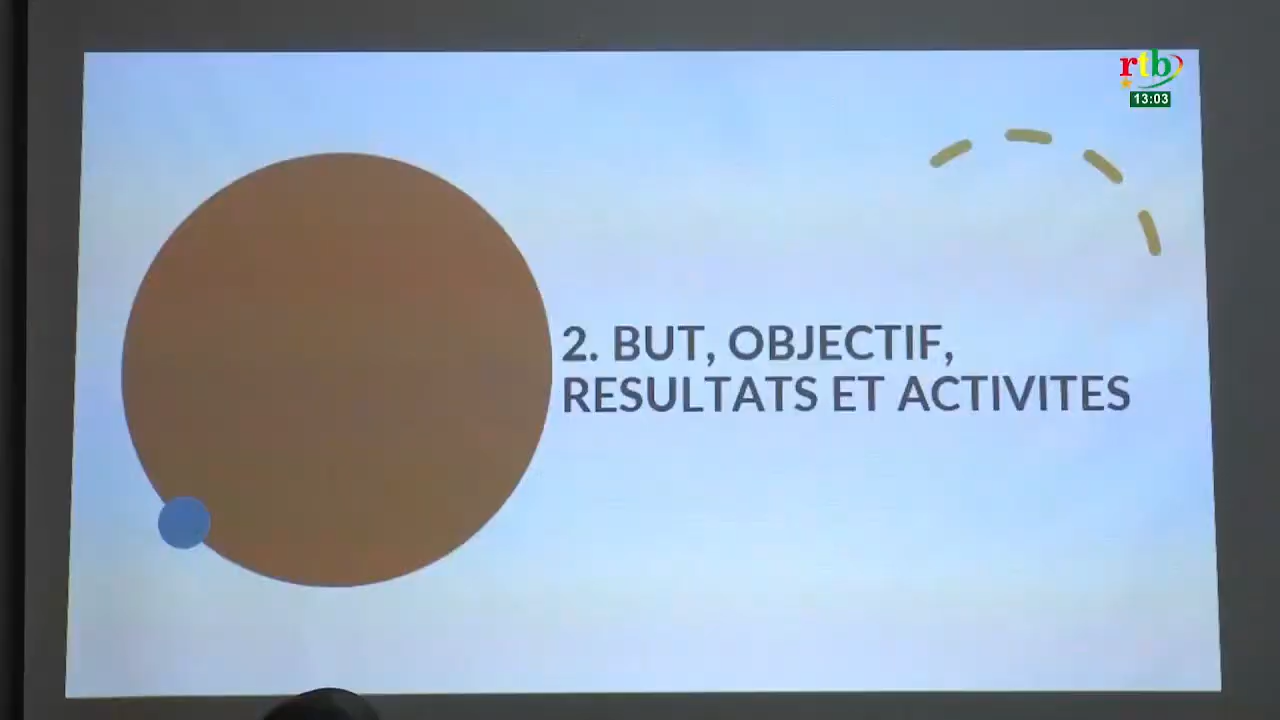 rtb
13:03
2. BUT, OBJECTIF,
RESULTATS ET ACTIVITES